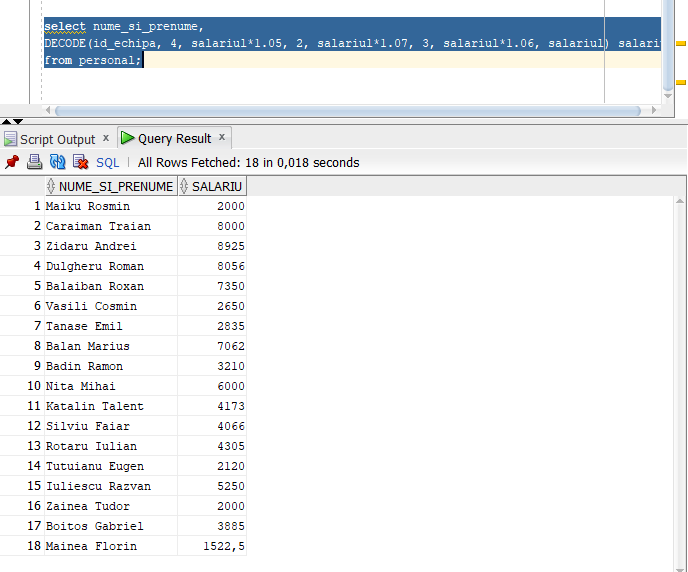 select nume_si_prenume,
DECODE(id_echipa, 4, salariul*1.05, 2, salariul*1.07, 3, salariul*1.06, salariul)
from personal;
Script Output x Query Result x
SQL | All Rows Fetched: 18 in 0,018 seconds
NUME_SI_PRENUME SALARIU
1 Maiku Rosmin 2000
2 Caraiman Traian 8000
3 Zidaru Andrei 8925
4 Dulgheru Roman 8056
5 Balaiban Roxan 7350
6 Vasili Cosmin 2650
7 Tanase Emil 2835
8 Balan Marius 7062
9 Badin Ramon 3210
10 Nita Mihai 6000
11 Katalin Talent 4173
12 Silviu Faiar 4066
13 Rotaru Iulian 4305
14 Tutuianu Eugen 2120
15 Iuliescu Razvan 5250
16 Zainea Tudor 2000
17 Boitos Gabriel 3885
18 Mainea Florin 1522,5